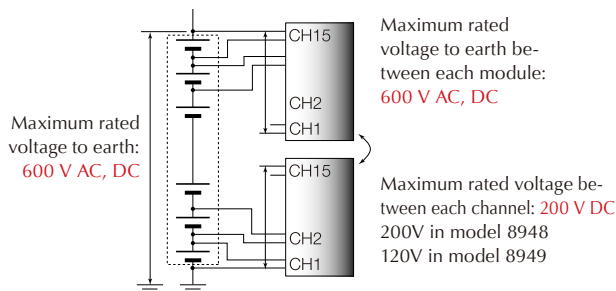 CH15
CH2
CH1
CH15
CH2
CH1
Maximum rated
voltage to earth:
600 V AC, DC
Maximum rated
voltage to earth be-
tween each module:
600 V AC, DC
Maximum rated voltage be-
tween each channel: 200 V DC
200V in model 8948
120V in model 8949